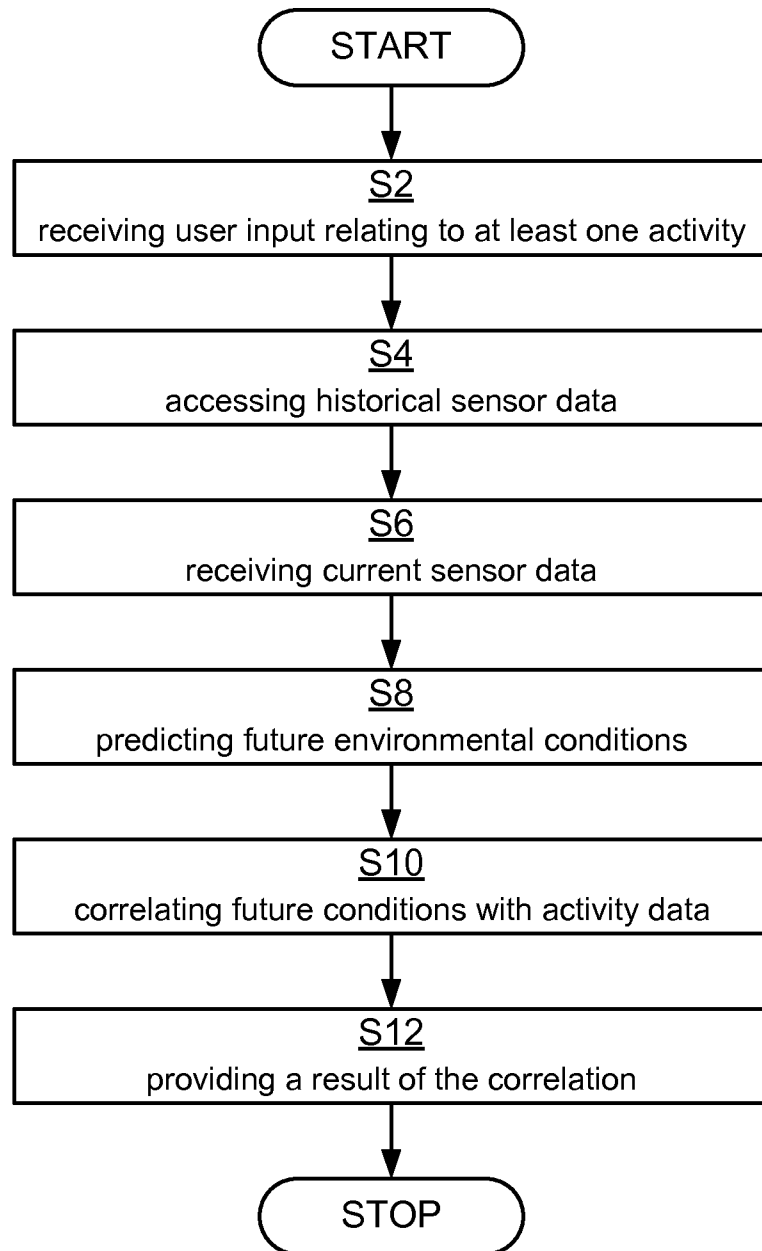 START
S2
receiving user input relating to at least one activity
S4
accessing historical sensor data
S6
receiving current sensor data
S8
predicting future environmental conditions
S10
correlating future conditions with activity data
S12
providing a result of the correlation
STOP